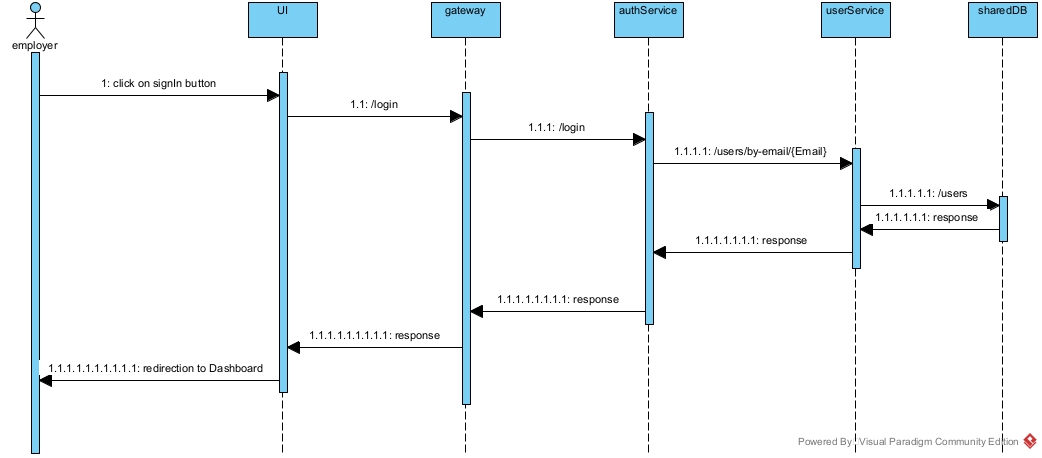 employer
UI
gateway
authService
userService
sharedDB
1: click on signIn button
1.1: /login
1.1.1: /login
1.1.1.1: /users/by-email/{Email}
1.1.1.1.1: /users
1.1.1.1.1.1: response
1.1.1.1.1.1.1: response
1.1.1.1.1.1.1.1: response
1.1.1.1.1.1.1.1.1: response
1.1.1.1.1.1.1.1.1.1: redirection to Dashboard
Powered By Visual Paradigm Community Edition